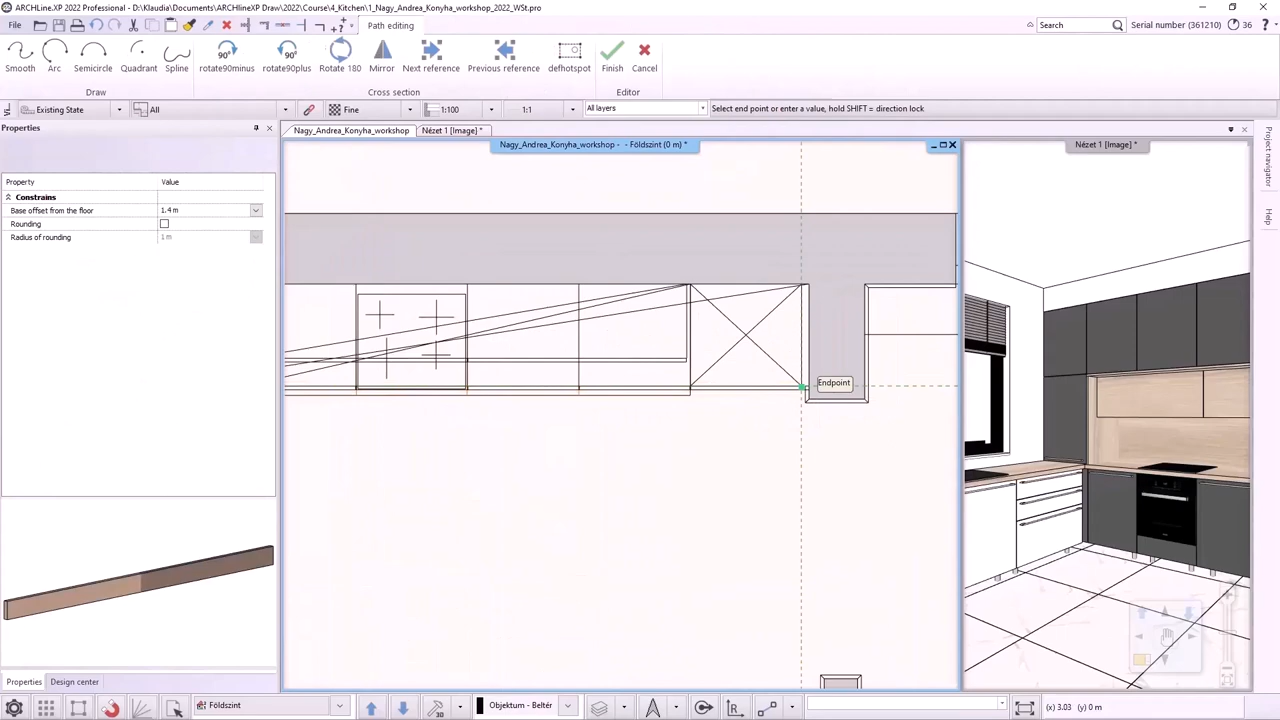 ARCHLine.XP 2022 Professional - D:\Klaudia\Documents\ARCHlineXP Draw\2022\Course\4_Kitchen\1_Nagy_Andrea_Konyha_workshop_2022_WSt.pro
File
Path editing
Search
Serial number (361210)
36
?
Smooth
Arc
Semicircle
Quadrant
Spline
90°
rotate90minus
90°
rotate90plus
Rotate 180
Mirror
Next reference
Previous reference
defhotspot
Finish
Cancel
Draw
Cross section
Editor
Existing State
All
Fine
1:100
1:1
All layers
Select end point or enter a value, hold SHIFT = direction lock
Properties
Nagy_Andrea_Konyha_workshop
Nézet 1 [Image] *
Nagy_Andrea_Konyha_workshop - - Földszint (0 m) *
Nézet 1 [Image] *
Project navigator
Help
Property
Value
Constrains
Base offset from the floor
1.4 m
Rounding
Radius of rounding
1 m
Endpoint
Properties
Design center
Földszint
30
Objektum - Beltér
(x) 3.03 (y) 0 m